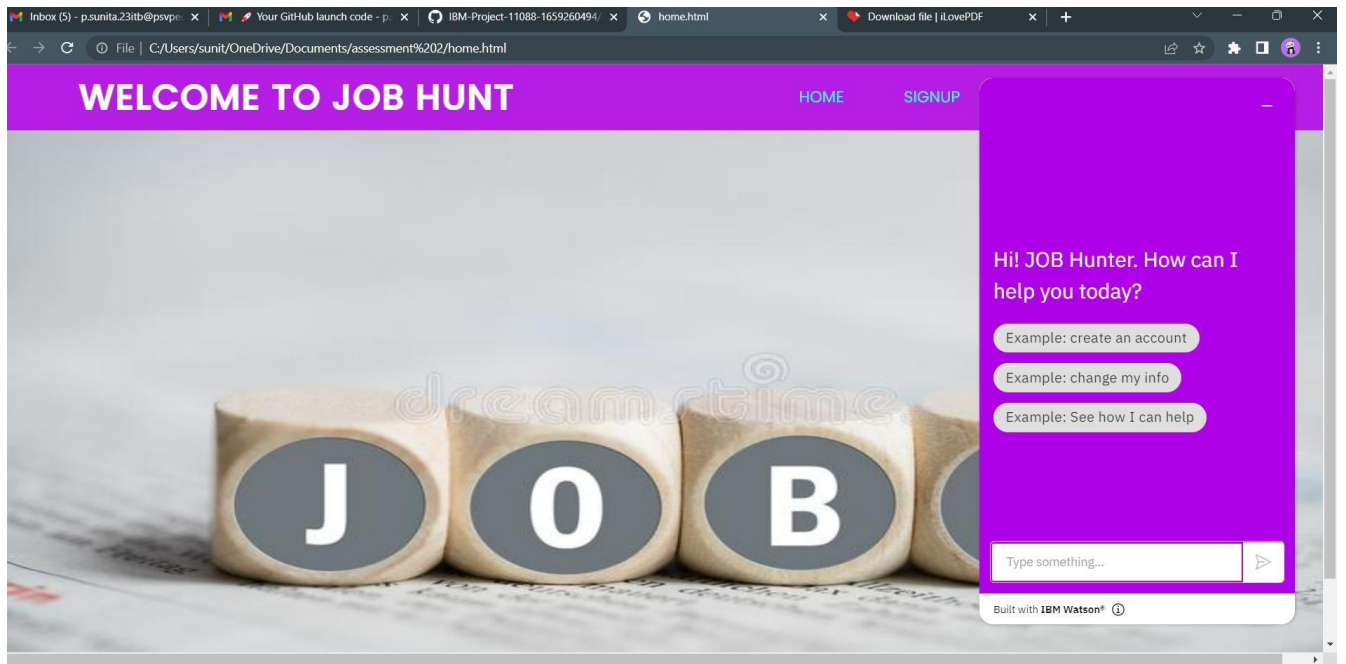 Inbox (5) - p.sunita.23itb@psvpe
Your GitHub launch code - p.
IBM-Project-11088-1659260494/
home.html
Download file | iLovePDF
File | C:/Users/sunit/OneDrive/Documents/assessment%202/home.html
WELCOME TO JOB HUNT
HOME SIGNUP
Hi! JOB Hunter. How can I
help you today?
Example: create an account
Example: change my info
Example: See how I can help
dreamstime
J O B
Type something...
Built with IBM Watson®